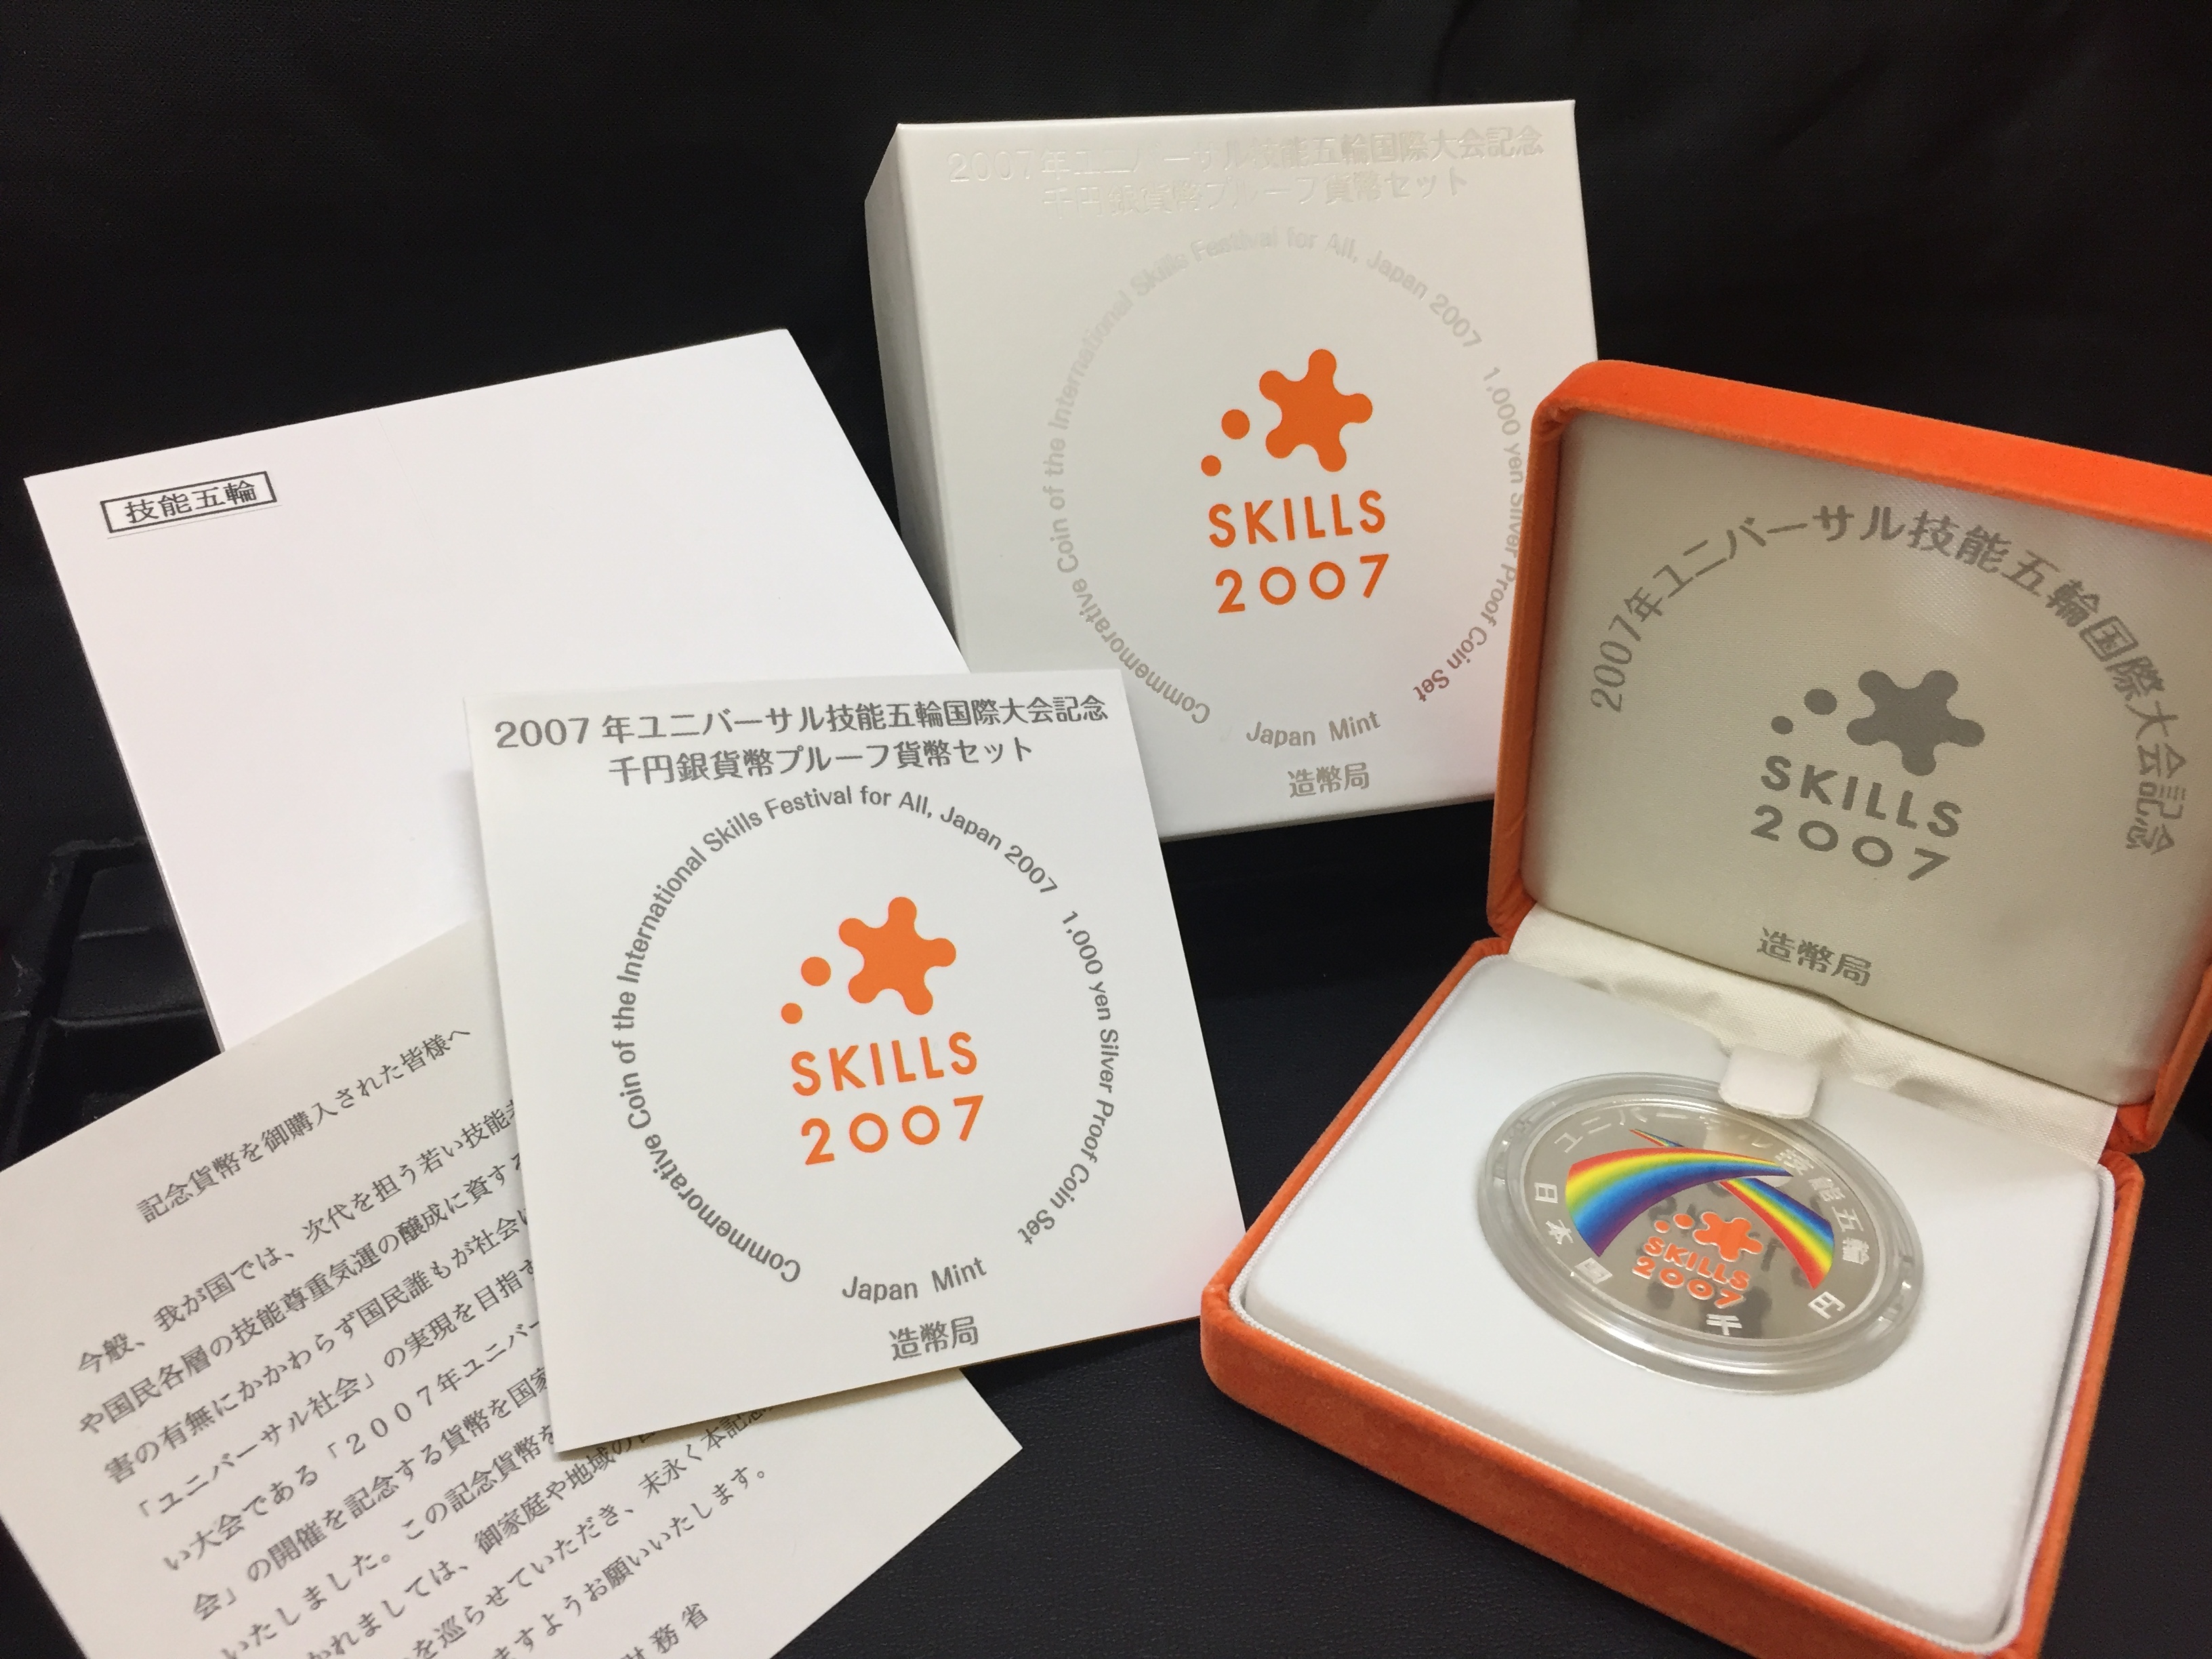 技能五輪
2007年ユニバーサル技能五輪国際大会記念
千円銀貨幣プルーフ貨幣セット
Commemorative Coin of the International Skills Festival for All, Japan 2007 1,000 yen Silver Proof Coin Set
SKILLS
2007
Japan Mint
造幣局
2007年ユニバーサル技能五輪国際大会記念
SKILLS
2007
造幣局
2007年ユニバーサル技能五輪国際大会記念
千円銀貨幣プルーフ貨幣セット
Commemorative Coin of the International Skills Festival for All, Japan 2007 1,000 yen Silver Proof Coin Set
SKILLS
2007
Japan Mint
造幣局
日本国
ユニバーサル技能五輪
SKILLS
2007
千円
記念貨幣を御購入された皆様へ
今般、我が国では、次代を担う若い技能
や国民各層の技能尊重気運の醸成に資する
害の有無にかかわらず国民誰もが社会に
「ユニバーサル社会」の実現を目指す
い大会である「2007年ユニバー
会」の開催を記念する貨幣を国家
いたしました。この記念貨幣を
かれましては、御家庭や地域の
を巡らせていただき、末永く本記念
ますようお願いいたします。
財務省